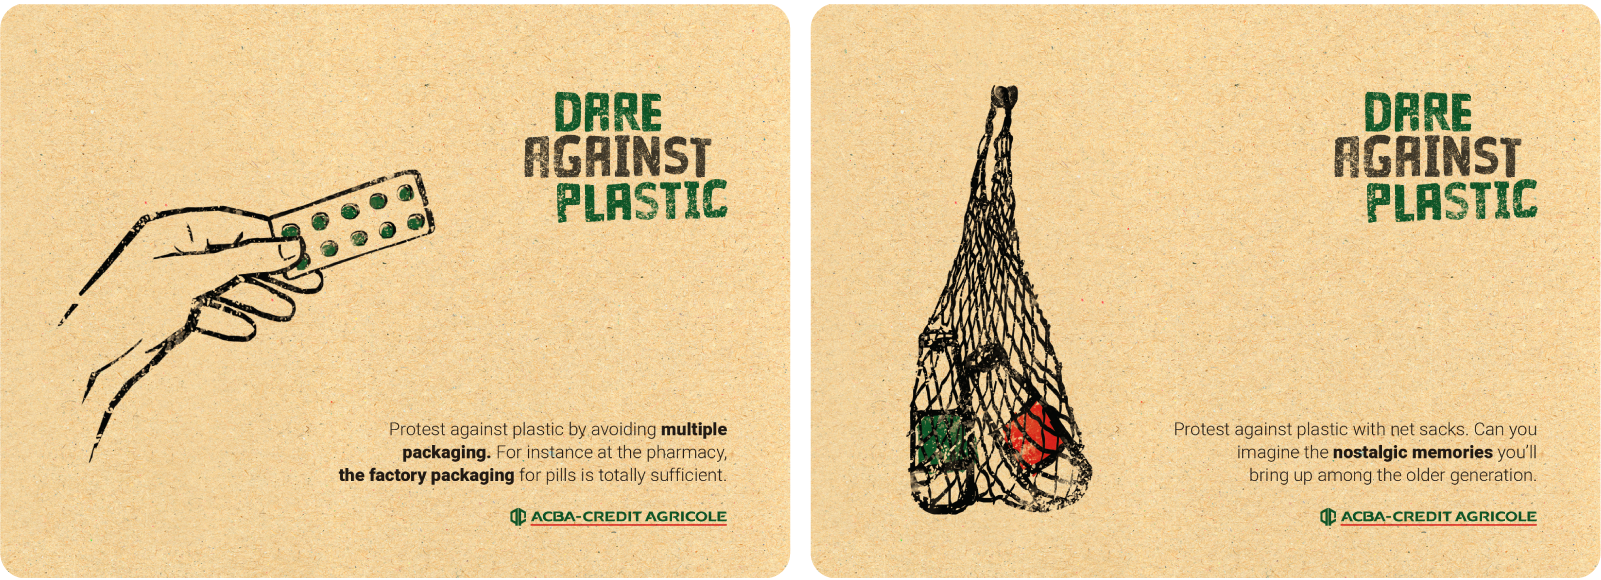 DARE
AGAINST
PLASTIC
Protest against plastic by avoiding multiple
packaging. For instance at the pharmacy,
the factory packaging for pills is totally sufficient.
ACBA-CREDIT AGRICOLE
DARE
AGAINST
PLASTIC
Protest against plastic with net sacks. Can you
imagine the nostalgic memories you'll
bring up among the older generation.
ACBA-CREDIT AGRICOLE